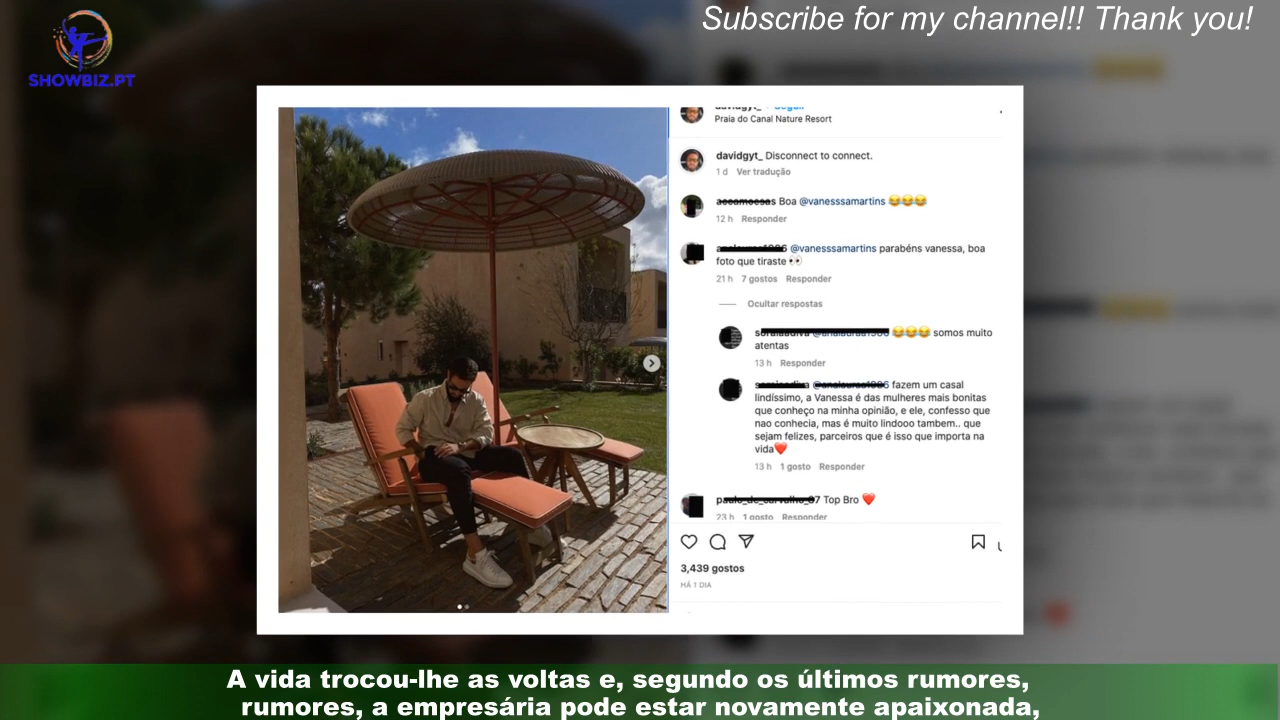 Subscribe for my channel!! Thank you!
SHOWBIZ.PT
davidgyt_ • Seguir
Praia do Canal Nature Resort
davidgyt_ Disconnect to connect.
1 d Ver tradução
Boa @vanesssamartins 😂😂😂
12 h Responder
@vanesssamartins parabéns vanessa, boa
foto que tiraste 👀
21 h 7 gostos Responder
Ocultar respostas
😂😂😂 somos muito
atentas
13 h Responder
fazem um casal
lindíssimo, a Vanessa é das mulheres mais bonitas
que conheço na minha opinião, e ele, confesso que
nao conhecia, mas é muito lindooo tambem.. que
sejam felizes, parceiros que é isso que importa na
vida❤️
13 h 1 gosto Responder
Top Bro ❤️
23 h 1 gosto Responder
3,439 gostos
HÁ 1 DIA
A vida trocou-lhe as voltas e, segundo os últimos rumores,
rumores, a empresária pode estar novamente apaixonada,